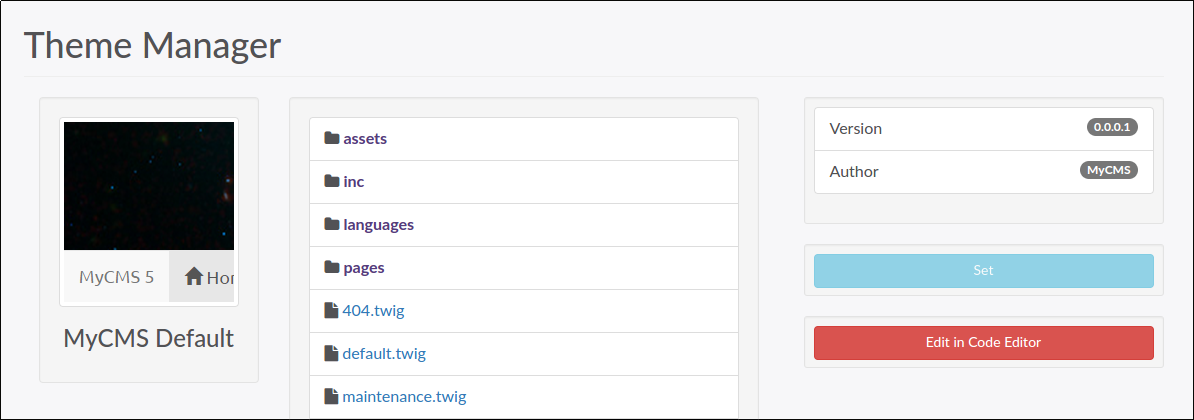 Theme Manager
MyCMS 5
Hor
MyCMS Default
assets
inc
languages
pages
404.twig
default.twig
maintenance.twig
Version 0.0.0.1
Author MyCMS
Set
Edit in Code Editor